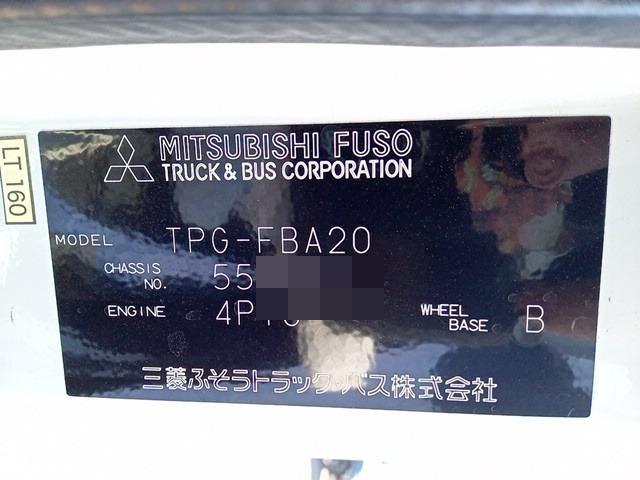 MITSUBISHI FUSO
TRUCK & BUS CORPORATION
LT 160
MODEL TPG-FBA20
CHASSIS NO. 55
ENGINE 4P10
WHEEL BASE B
三菱ふそうトラック・バス株式会社